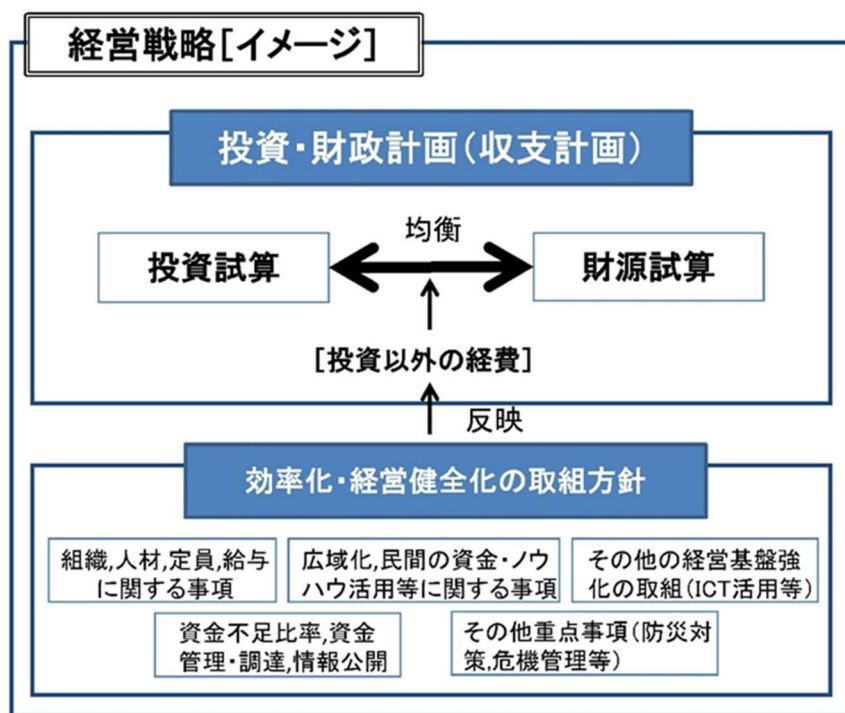 経営戦略[イメージ]
投資・財政計画(収支計画)
均衡
投資試算
財源試算
[投資以外の経費]
反映
効率化・経営健全化の取組方針
組織,人材,定員,給与
に関する事項
広域化,民間の資金・ノウ
ハウ活用等に関する事項
その他の経営基盤強
化の取組(ICT活用等)
資金不足比率,資金
管理・調達,情報公開
その他重点事項(防災対
策,危機管理等)